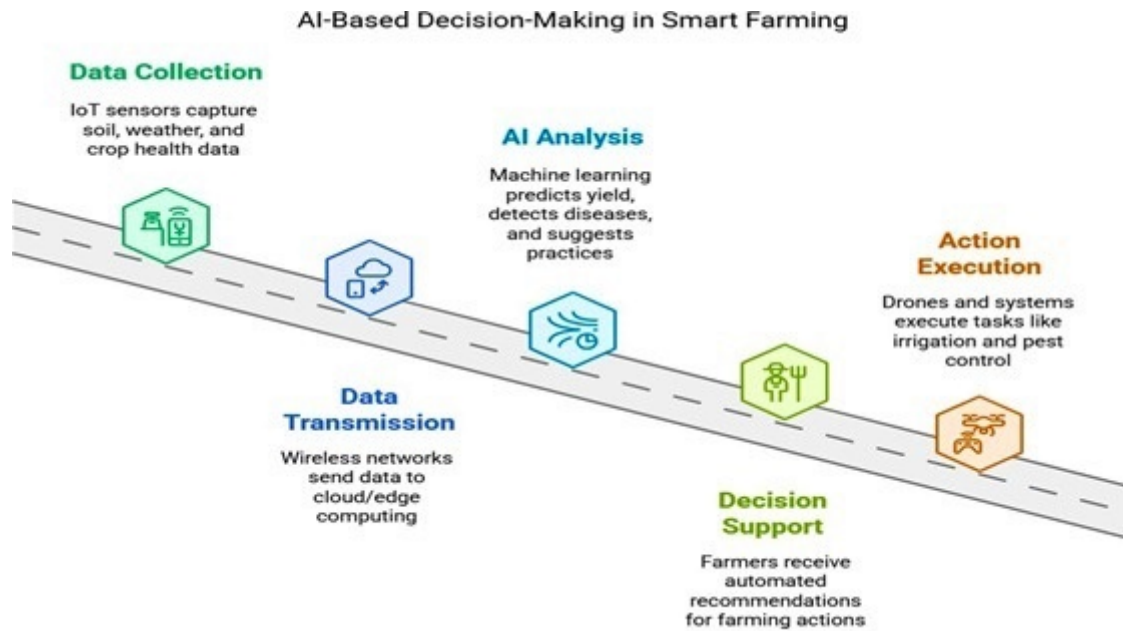 AI-Based Decision-Making in Smart Farming
Data Collection
IoT sensors capture
soil, weather, and
crop health data
Data
Transmission
Wireless networks
send data to
cloud/edge
computing
AI Analysis
Machine learning
predicts yield,
detects diseases,
and suggests
practices
Decision
Support
Farmers receive
automated
recommendations
for farming actions
Action
Execution
Drones and systems
execute tasks like
irrigation and pest
control